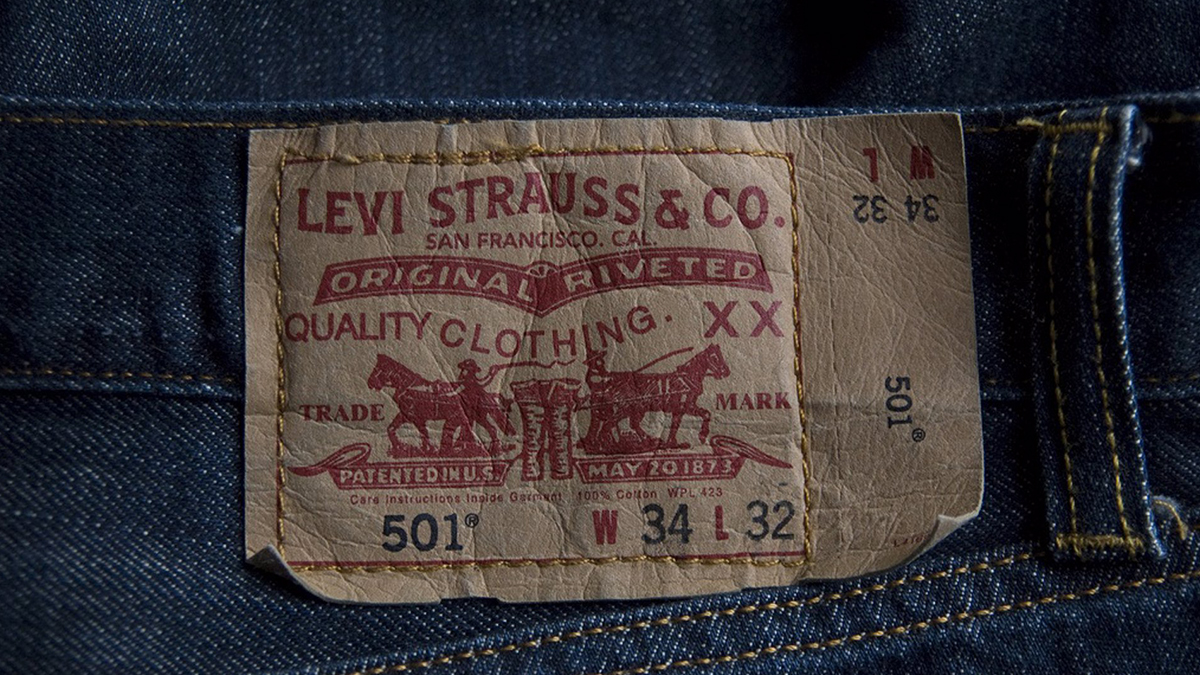 LEVI STRAUSS & CO.
SAN FRANCISCO. CAL.
ORIGINAL RIVETED
QUALITY CLOTHING. XX
TRADE MARK
PATENTED IN U.S. MAY 20 1873
Care Instructions Inside Garment 100% Cotton WPL 423
501® W 34 L 32
W L
34 32
501®